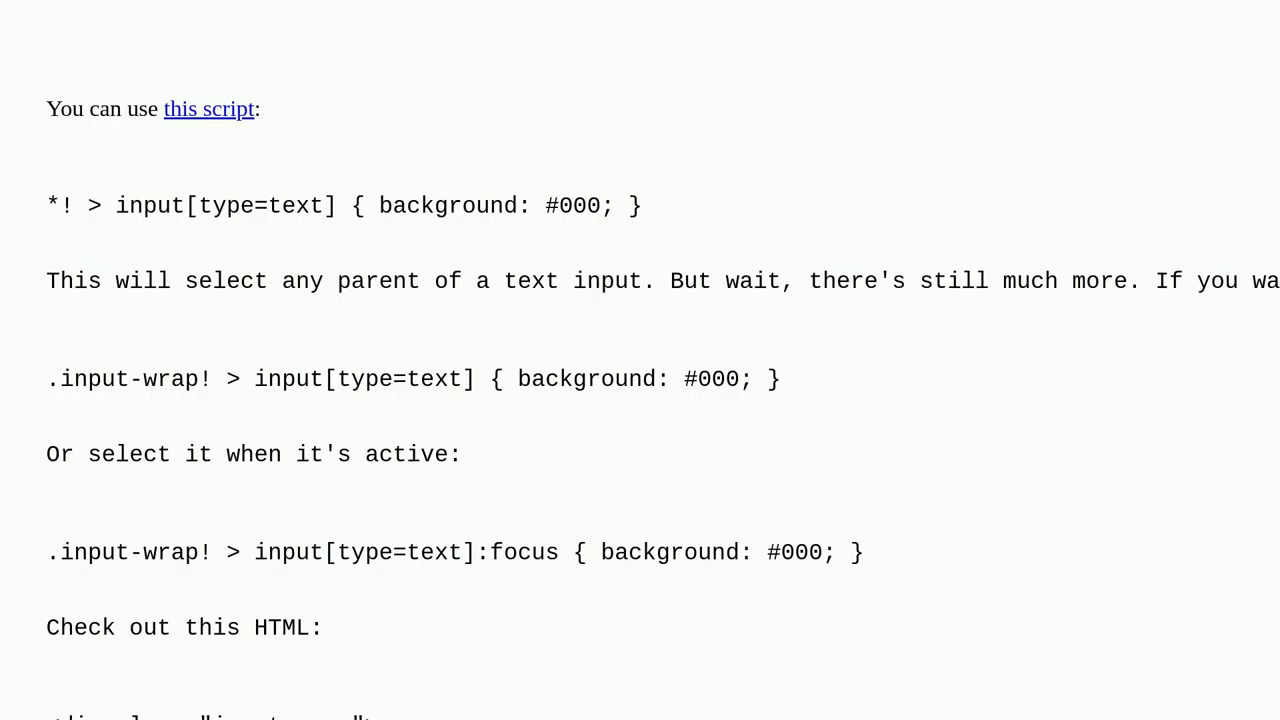 You can use this script:
*! > input[type=text] { background: #000; }
This will select any parent of a text input. But wait, there's still much more. If you wa
.input-wrap! > input[type=text] { background: #000; }
Or select it when it's active:
.input-wrap! > input[type=text]:focus { background: #000; }
Check out this HTML: